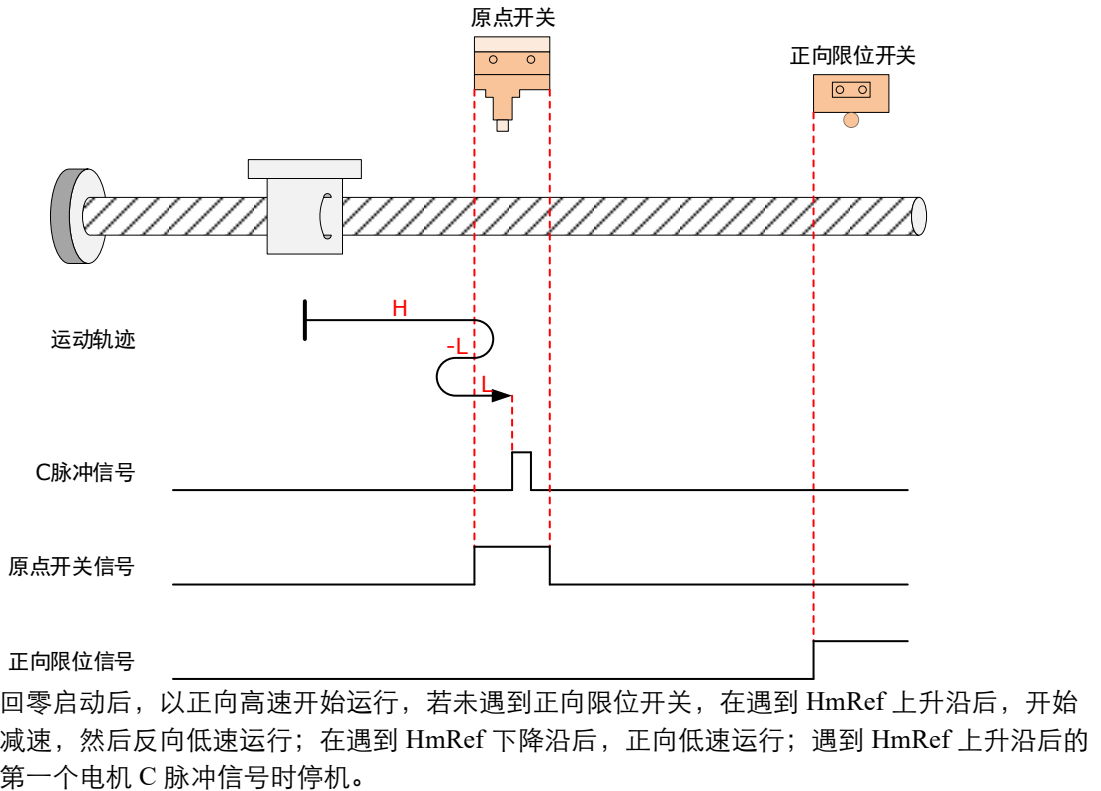 原点开关
正向限位开关
H
运动轨迹
-L
L
C脉冲信号
原点开关信号
正向限位信号
回零启动后，以正向高速开始运行，若未遇到正向限位开关，在遇到 HmRef 上升沿后，开始
减速，然后反向低速运行；在遇到 HmRef 下降沿后，正向低速运行；遇到 HmRef 上升沿后的
第一个电机 C 脉冲信号时停机。